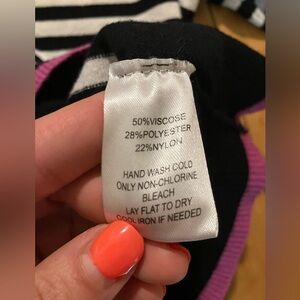 50%VISCOSE
28%POLYESTER
22%NYLON
HAND WASH COLD
ONLY NON-CHLORINE
BLEACH
LAY FLAT TO DRY
COOL IRON IF NEEDED